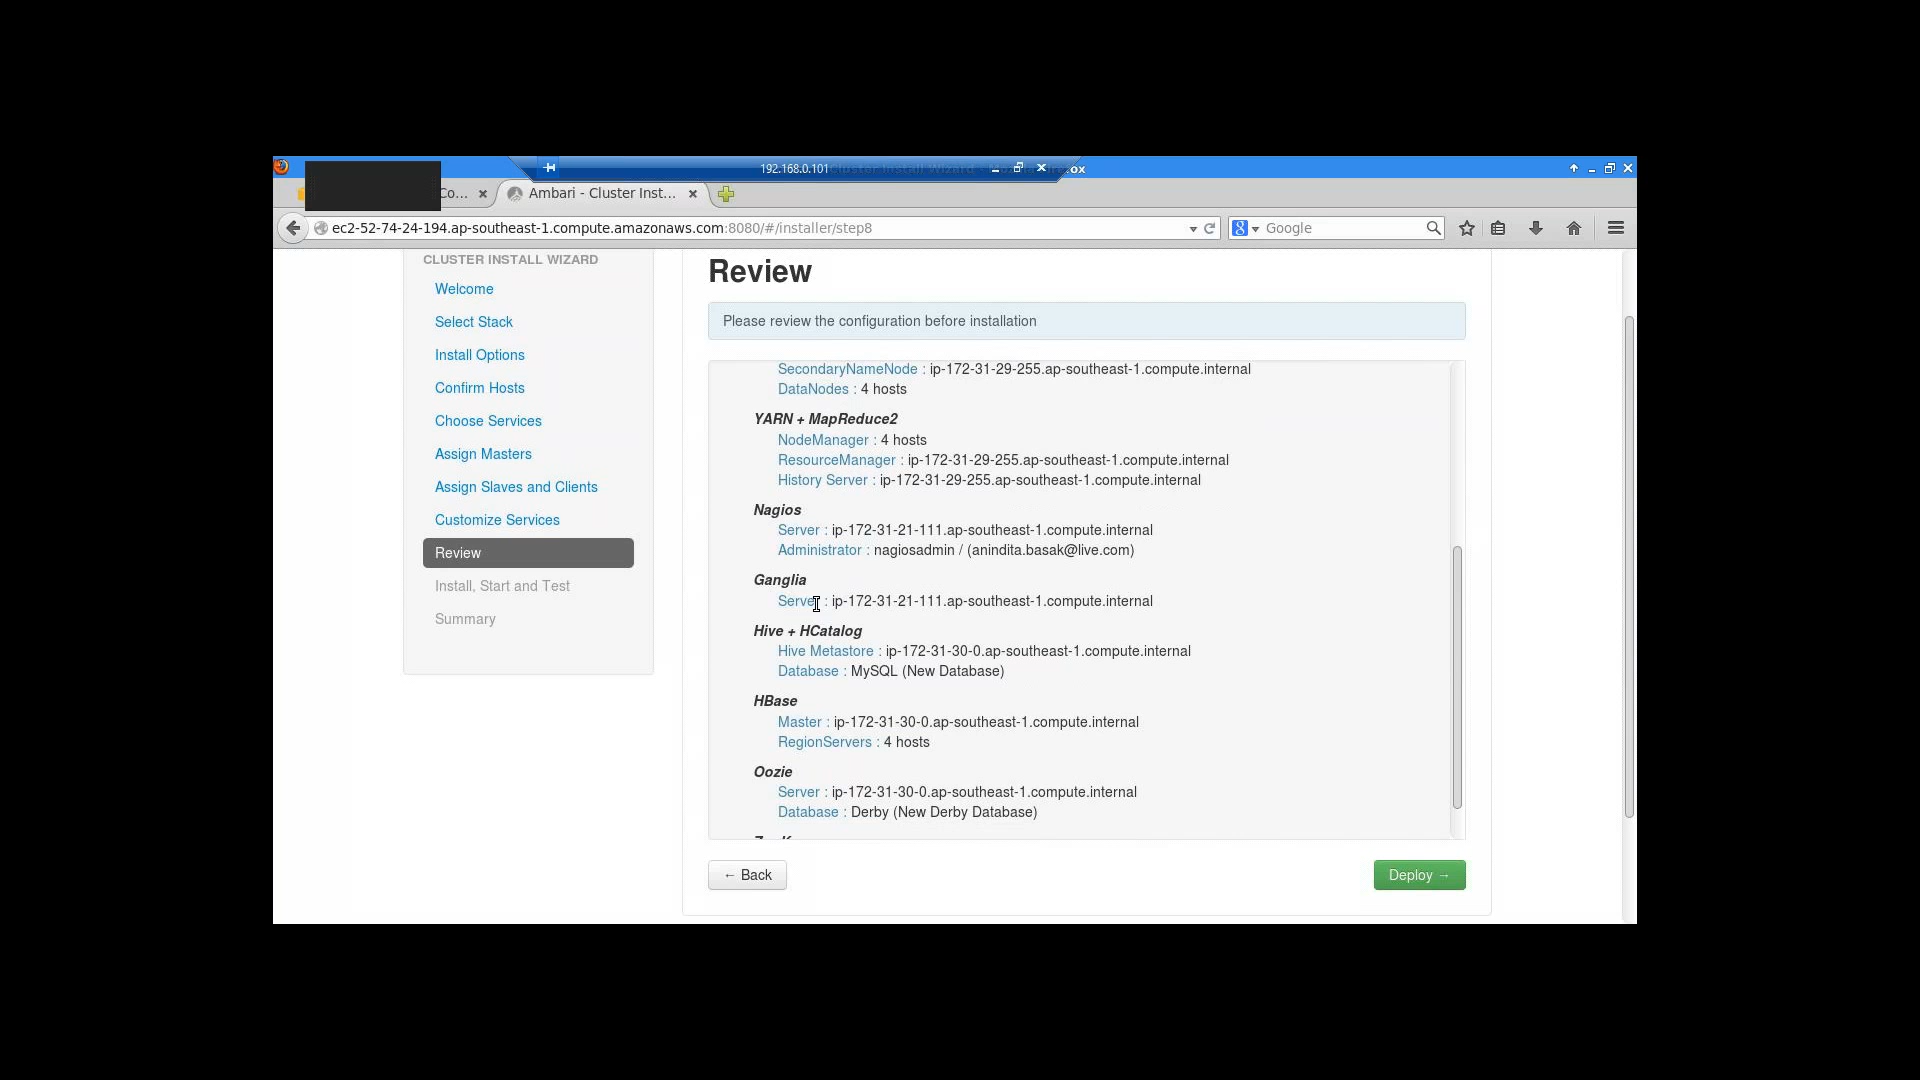 192.168.0.101
Co...
Ambari - Cluster Inst...
ec2-52-74-24-194.ap-southeast-1.compute.amazonaws.com:8080/#/installer/step8
Google
CLUSTER INSTALL WIZARD
Welcome
Select Stack
Install Options
Confirm Hosts
Choose Services
Assign Masters
Assign Slaves and Clients
Customize Services
Review
Install, Start and Test
Summary
Review
Please review the configuration before installation
SecondaryNameNode : ip-172-31-29-255.ap-southeast-1.compute.internal
DataNodes : 4 hosts
YARN + MapReduce2
NodeManager : 4 hosts
ResourceManager : ip-172-31-29-255.ap-southeast-1.compute.internal
History Server : ip-172-31-29-255.ap-southeast-1.compute.internal
Nagios
Server : ip-172-31-21-111.ap-southeast-1.compute.internal
Administrator : nagiosadmin / (anindita.basak@live.com)
Ganglia
Server : ip-172-31-21-111.ap-southeast-1.compute.internal
Hive + HCatalog
Hive Metastore : ip-172-31-30-0.ap-southeast-1.compute.internal
Database : MySQL (New Database)
HBase
Master : ip-172-31-30-0.ap-southeast-1.compute.internal
RegionServers : 4 hosts
Oozie
Server : ip-172-31-30-0.ap-southeast-1.compute.internal
Database : Derby (New Derby Database)
← Back
Deploy →